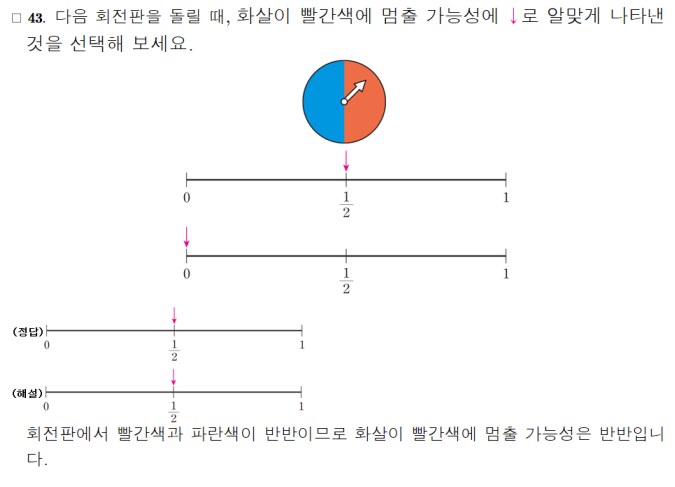 □ 43. 다음 회전판을 돌릴 때, 화살이 빨간색에 멈출 가능성에 ↓로 알맞게 나타낸
것을 선택해 보세요.
0 1/2 1
0 1/2 1
(정답)
0 1/2 1
(해설)
0 1/2 1
회전판에서 빨간색과 파란색이 반반이므로 화살이 빨간색에 멈출 가능성은 반반입니
다.